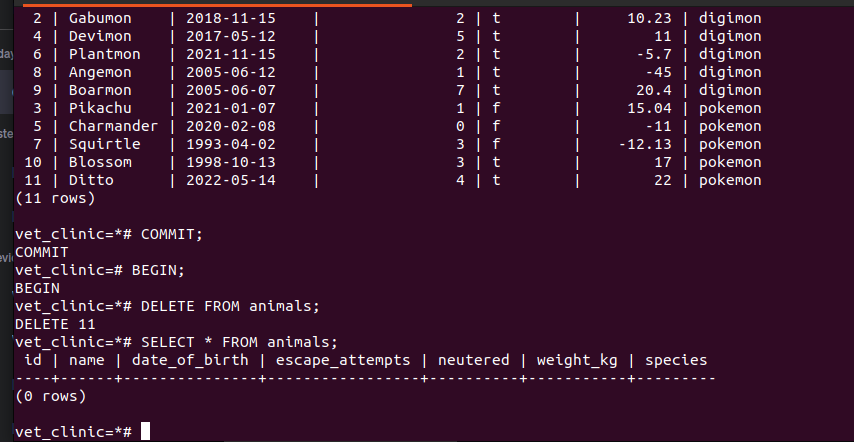 2 | Gabumon | 2018-11-15 | 2 | t | 10.23 | digimon
4 | Devimon | 2017-05-12 | 5 | t | 11 | digimon
6 | Plantmon | 2021-11-15 | 2 | t | -5.7 | digimon
8 | Angemon | 2005-06-12 | 1 | t | -45 | digimon
9 | Boarmon | 2005-06-07 | 7 | t | 20.4 | digimon
3 | Pikachu | 2021-01-07 | 1 | f | 15.04 | pokemon
5 | Charmander | 2020-02-08 | 0 | f | -11 | pokemon
7 | Squirtle | 1993-04-02 | 3 | f | -12.13 | pokemon
10 | Blossom | 1998-10-13 | 3 | t | 17 | pokemon
11 | Ditto | 2022-05-14 | 4 | t | 22 | pokemon
(11 rows)
vet_clinic=*# COMMIT;
COMMIT
vet_clinic=# BEGIN;
BEGIN
vet_clinic=*# DELETE FROM animals;
DELETE 11
vet_clinic=*# SELECT * FROM animals;
id | name | date_of_birth | escape_attempts | neutered | weight_kg | species
----+------+---------------+-----------------+----------+-----------+---------
(0 rows)
vet_clinic=*#